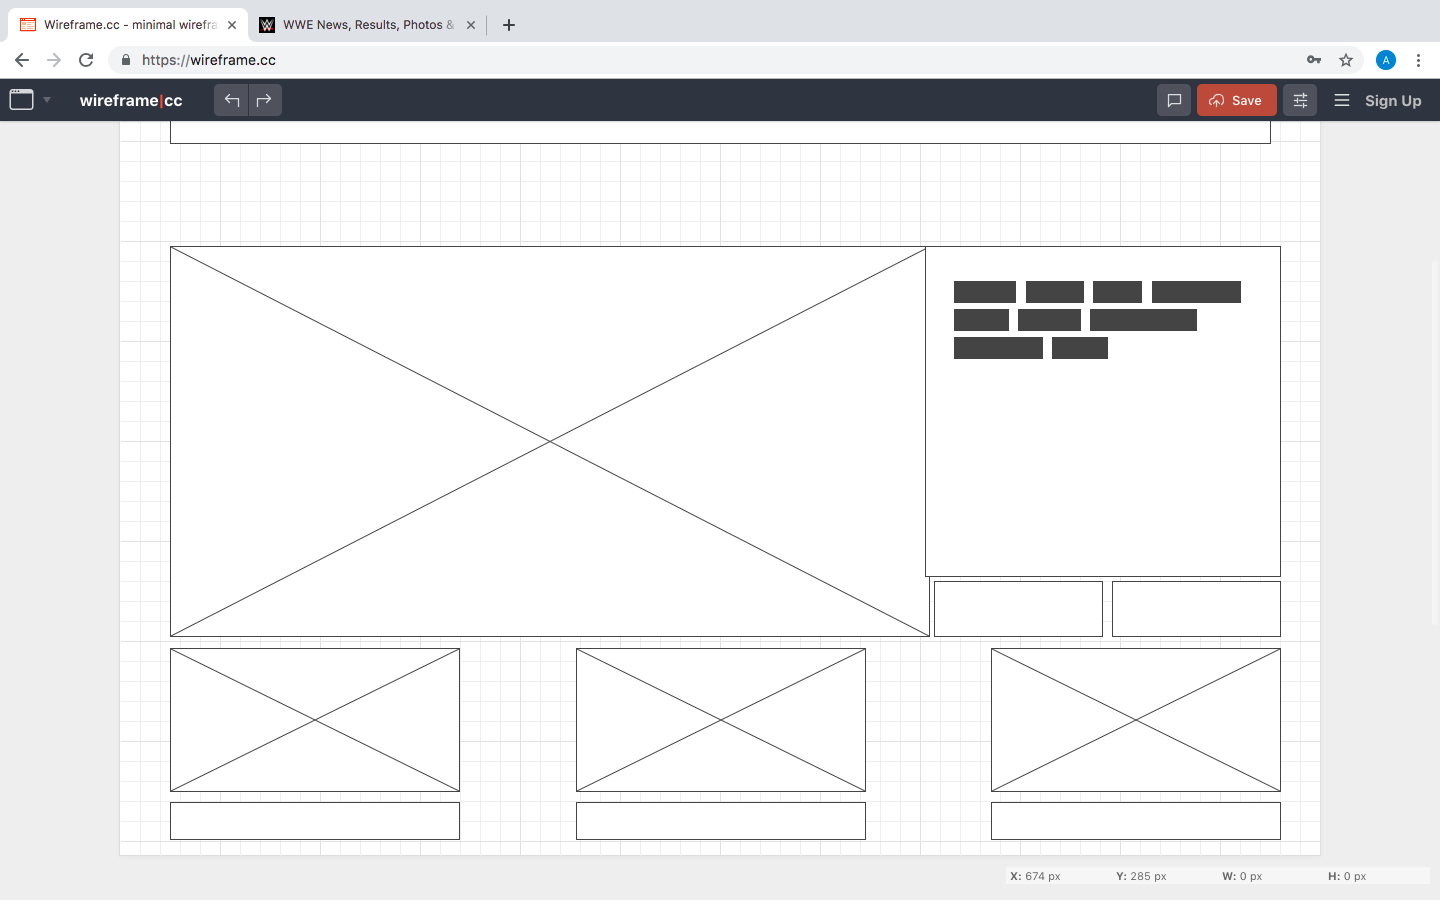 Wireframe.cc - minimal wirefra
WWE News, Results, Photos &
https://wireframe.cc
A
wireframe|cc
Save
Sign Up
X: 674 px Y: 285 px W: 0 px H: 0 px